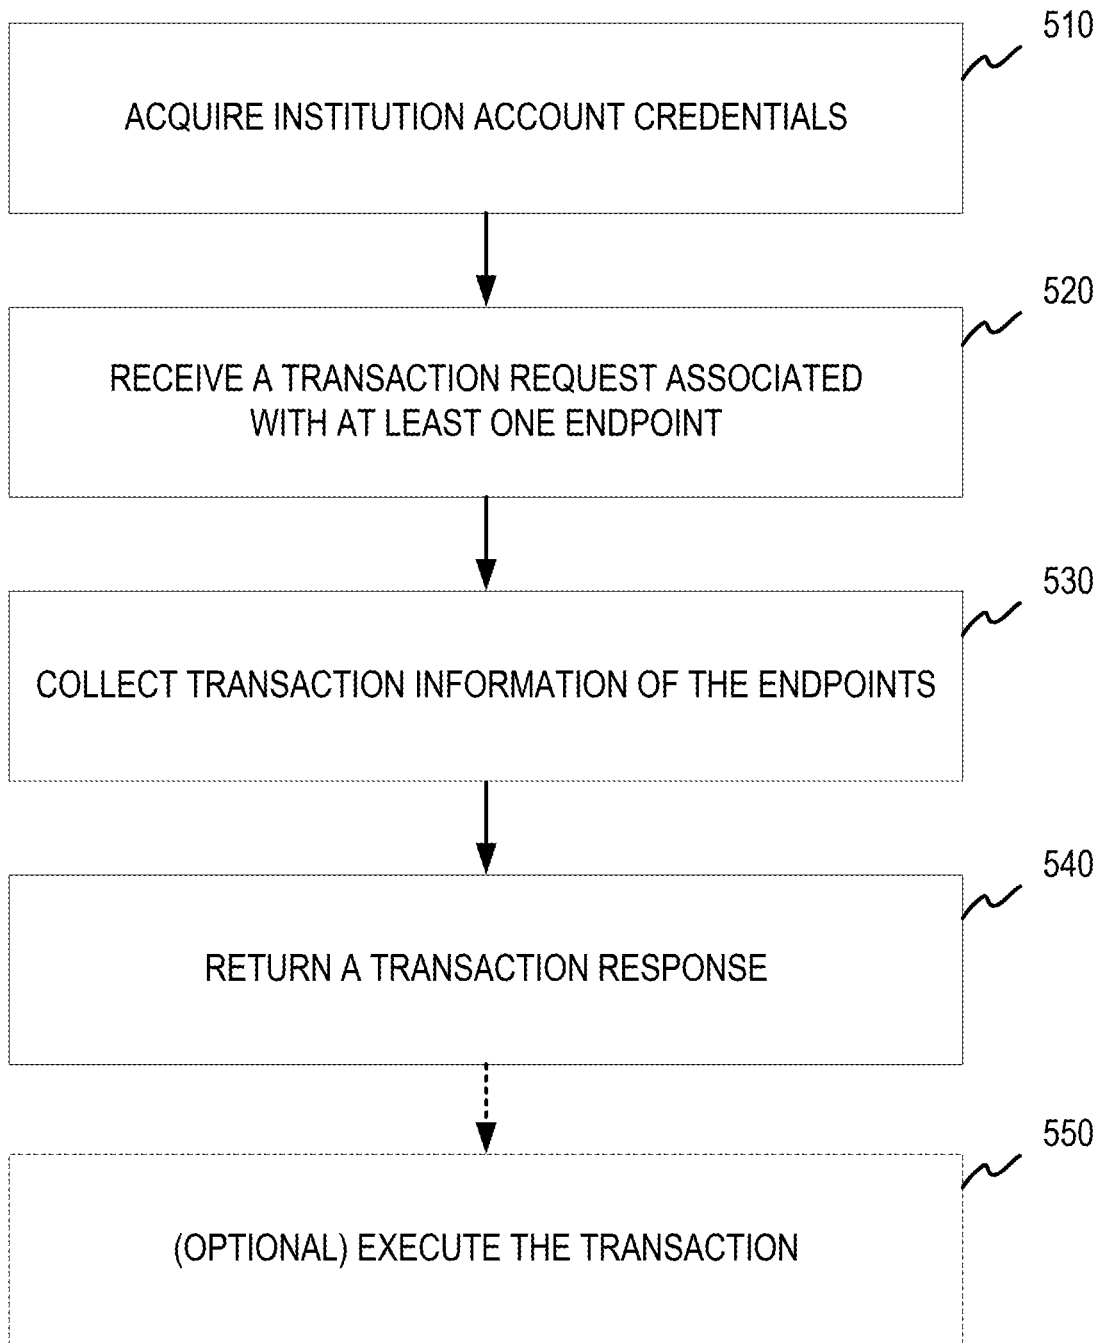 510
ACQUIRE INSTITUTION ACCOUNT CREDENTIALS
520
RECEIVE A TRANSACTION REQUEST ASSOCIATED
WITH AT LEAST ONE ENDPOINT
530
COLLECT TRANSACTION INFORMATION OF THE ENDPOINTS
540
RETURN A TRANSACTION RESPONSE
550
(OPTIONAL) EXECUTE THE TRANSACTION